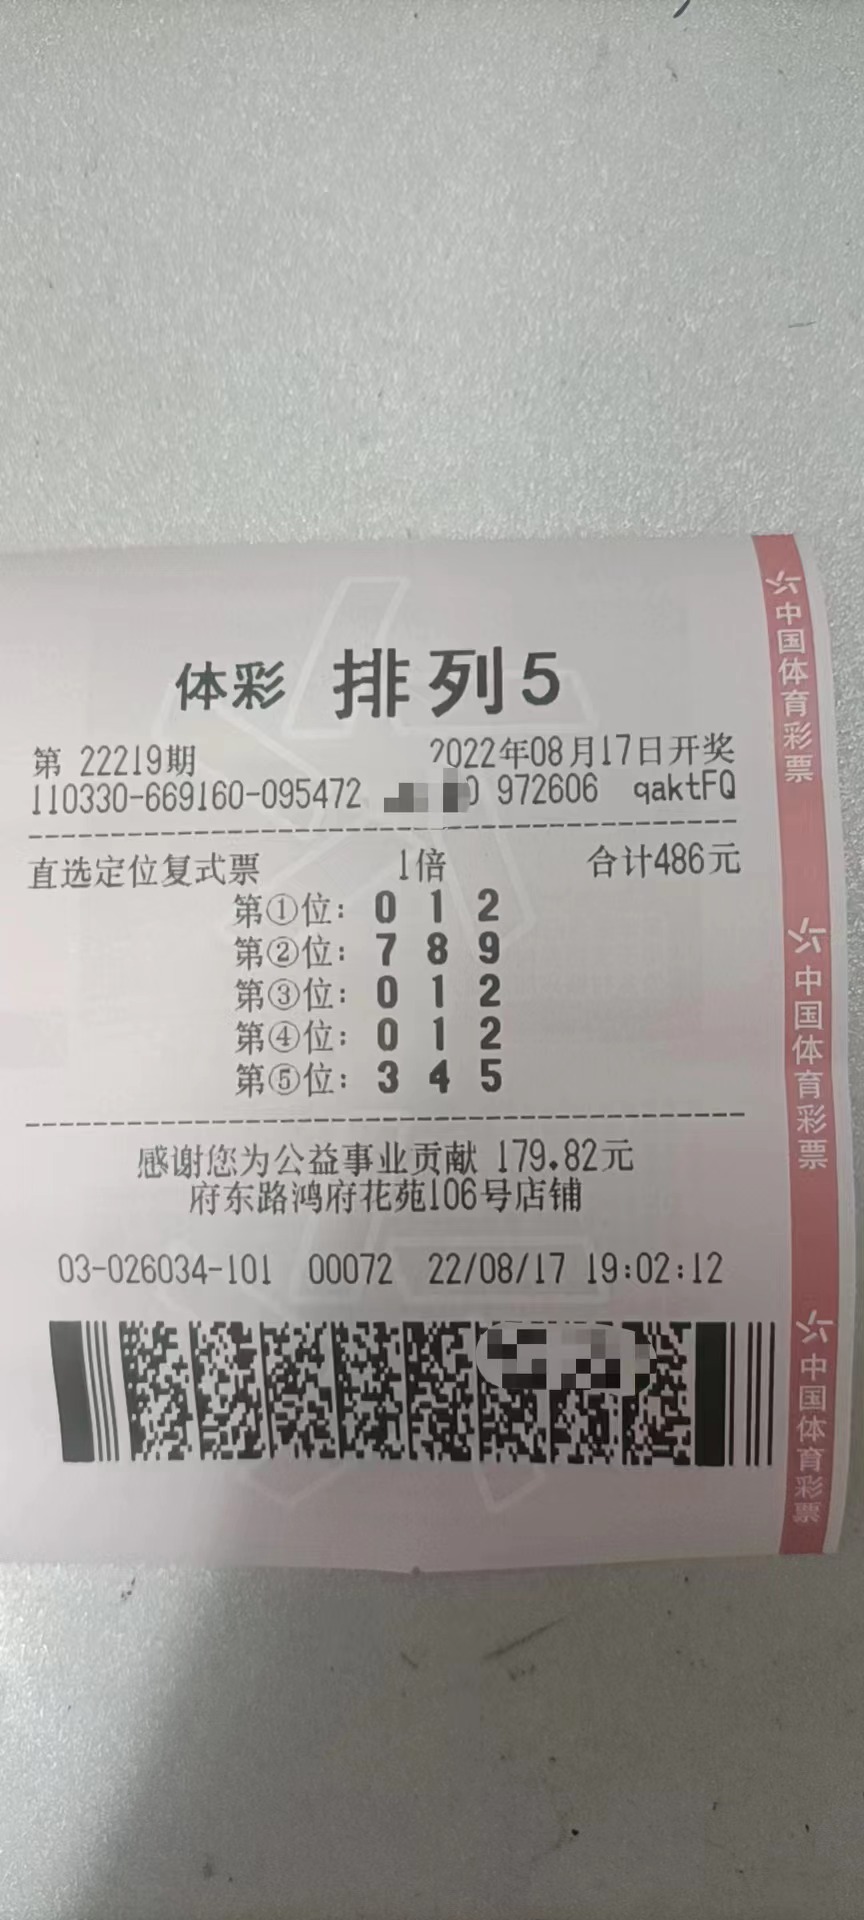 体彩 排列5
第 22219期 2022年08月17日开奖
110330-669160-095472 0 972606 qaktFQ
直选定位复式票 1倍 合计486元
第①位: 0 1 2
第②位: 7 8 9
第③位: 0 1 2
第④位: 0 1 2
第⑤位: 3 4 5
感谢您为公益事业贡献 179.82元
府东路鸿府花苑106号店铺
03-026034-101 00072 22/08/17 19:02:12
中国体育彩票
中国体育彩票
中国体育彩票